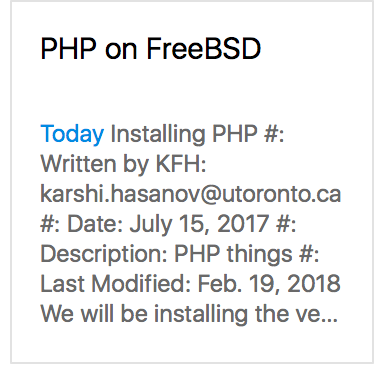 PHP on FreeBSD
Today Installing PHP #:
Written by KFH:
karshi.hasanov@utoronto.ca
#: Date: July 15, 2017 #:
Description: PHP things #:
Last Modified: Feb. 19, 2018
We will be installing the ve...